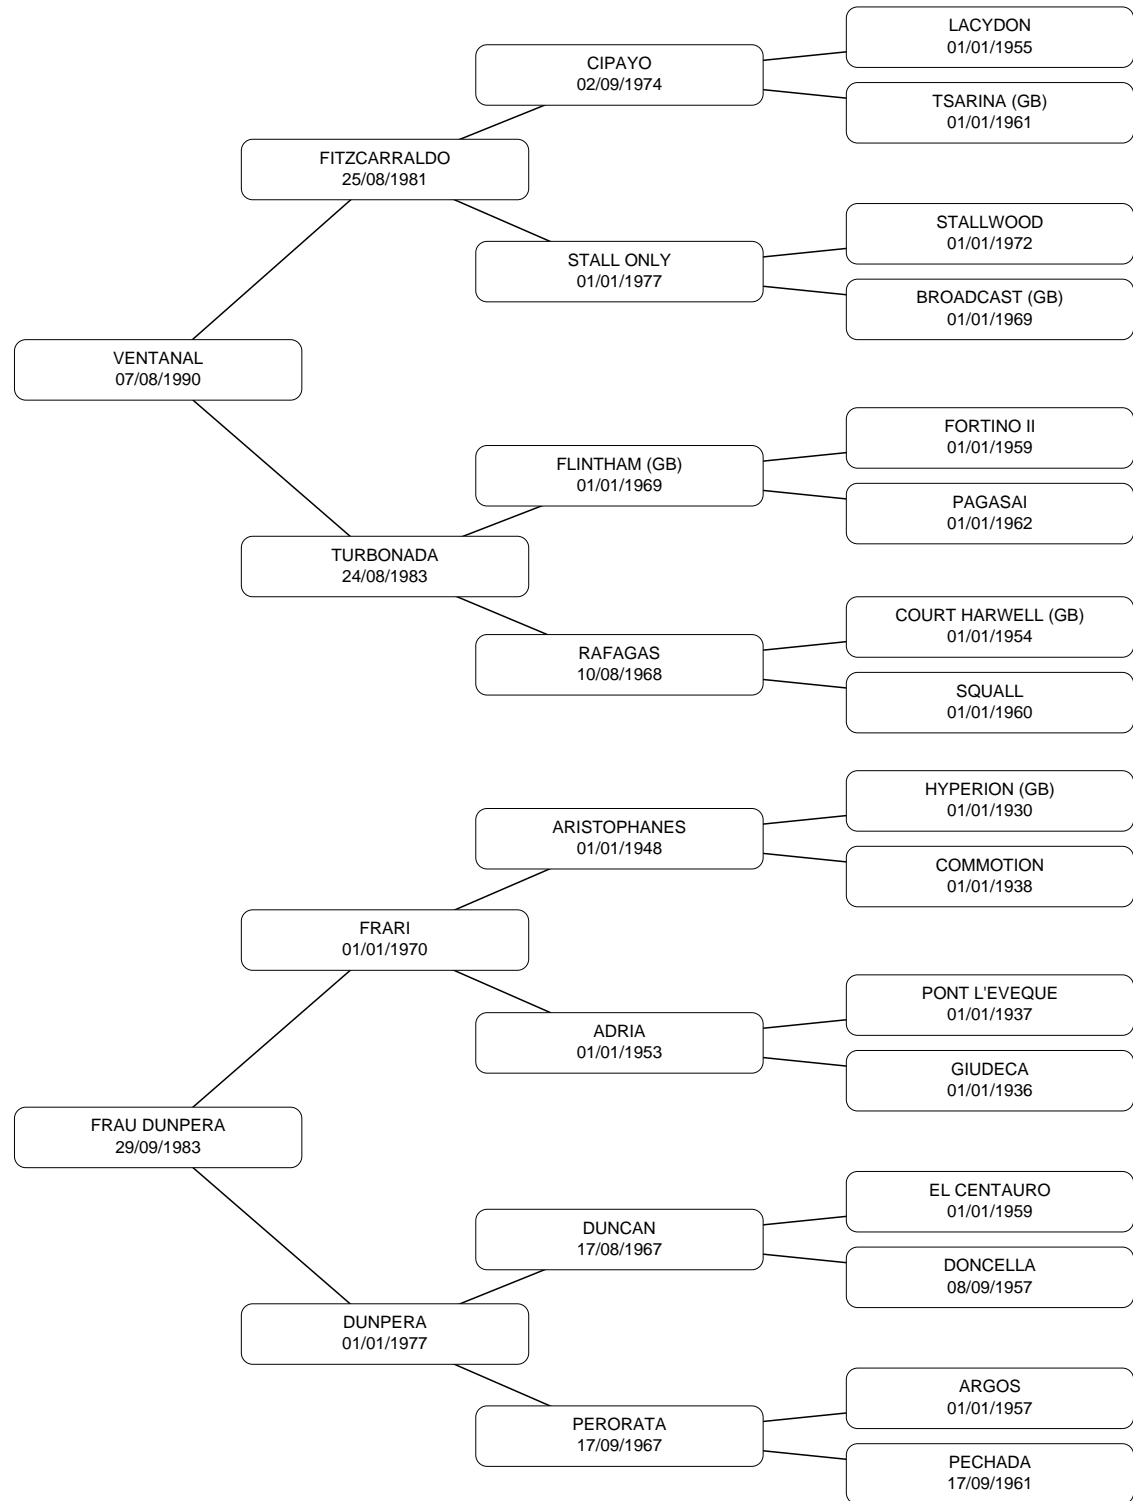 LACYDON
01/01/1955
CIPAYO
02/09/1974
TSARINA (GB)
01/01/1961
FITZCARRALDO
25/08/1981
STALLWOOD
01/01/1972
STALL ONLY
01/01/1977
BROADCAST (GB)
01/01/1969
VENTANAL
07/08/1990
FORTINO II
01/01/1959
FLINTHAM (GB)
01/01/1969
PAGASAI
01/01/1962
TURBONADA
24/08/1983
COURT HARWELL (GB)
01/01/1954
RAFAGAS
10/08/1968
SQUALL
01/01/1960
HYPERION (GB)
01/01/1930
ARISTOPHANES
01/01/1948
COMMOTION
01/01/1938
FRARI
01/01/1970
PONT L'EVEQUE
01/01/1937
ADRIA
01/01/1953
GIUDECA
01/01/1936
FRAU DUNPERA
29/09/1983
EL CENTAURO
01/01/1959
DUNCAN
17/08/1967
DONCELLA
08/09/1957
DUNPERA
01/01/1977
ARGOS
01/01/1957
PERORATA
17/09/1967
PECHADA
17/09/1961